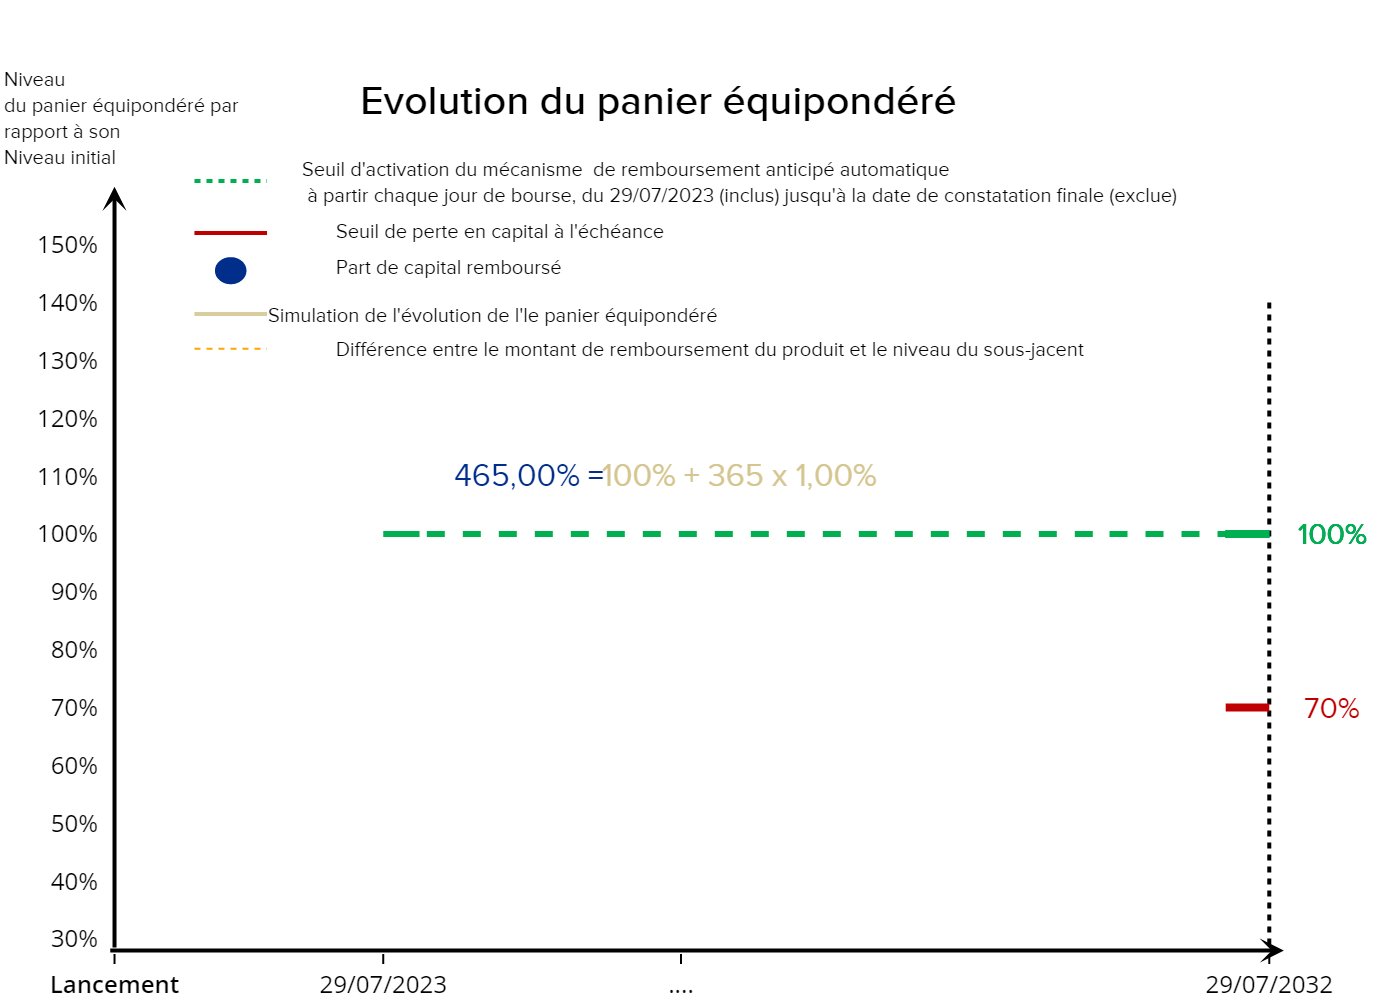 Niveau
du panier équipondéré par
rapport à son
Niveau initial
Evolution du panier équipondéré
Seuil d'activation du mécanisme de remboursement anticipé automatique
à partir chaque jour de bourse, du 29/07/2023 (inclus) jusqu'à la date de constatation finale (exclue)
Seuil de perte en capital à l'échéance
Part de capital remboursé
Simulation de l'évolution de l'le panier équipondéré
Différence entre le montant de remboursement du produit et le niveau du sous-jacent
150%
140%
130%
120%
110%
465,00% =100% + 365 x 1,00%
100%
100%
90%
80%
70%
70%
60%
50%
40%
30%
Lancement
29/07/2023
....
29/07/2032